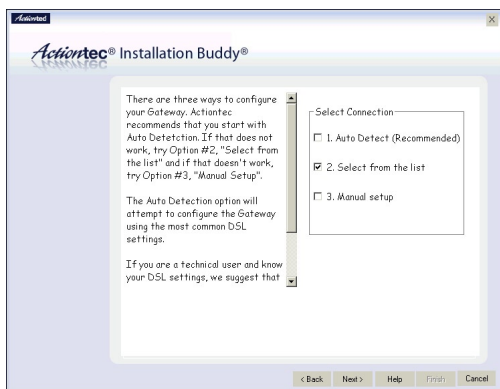 Actiontec
Actiontec® Installation Buddy®
There are three ways to configure
your Gateway. Actiontec
recommends that you start with
Auto Detetction. If that does not
work, try Option #2, "Select from
the list" and if that doesn't work,
try Option #3, "Manual Setup".
The Auto Detection option will
attempt to configure the Gateway
using the most common DSL
settings.
If you are a technical user and know
your DSL settings, we suggest that
Select Connection
1. Auto Detect (Recommended)
2. Select from the list
3. Manual setup
< Back Next > Help Finish Cancel